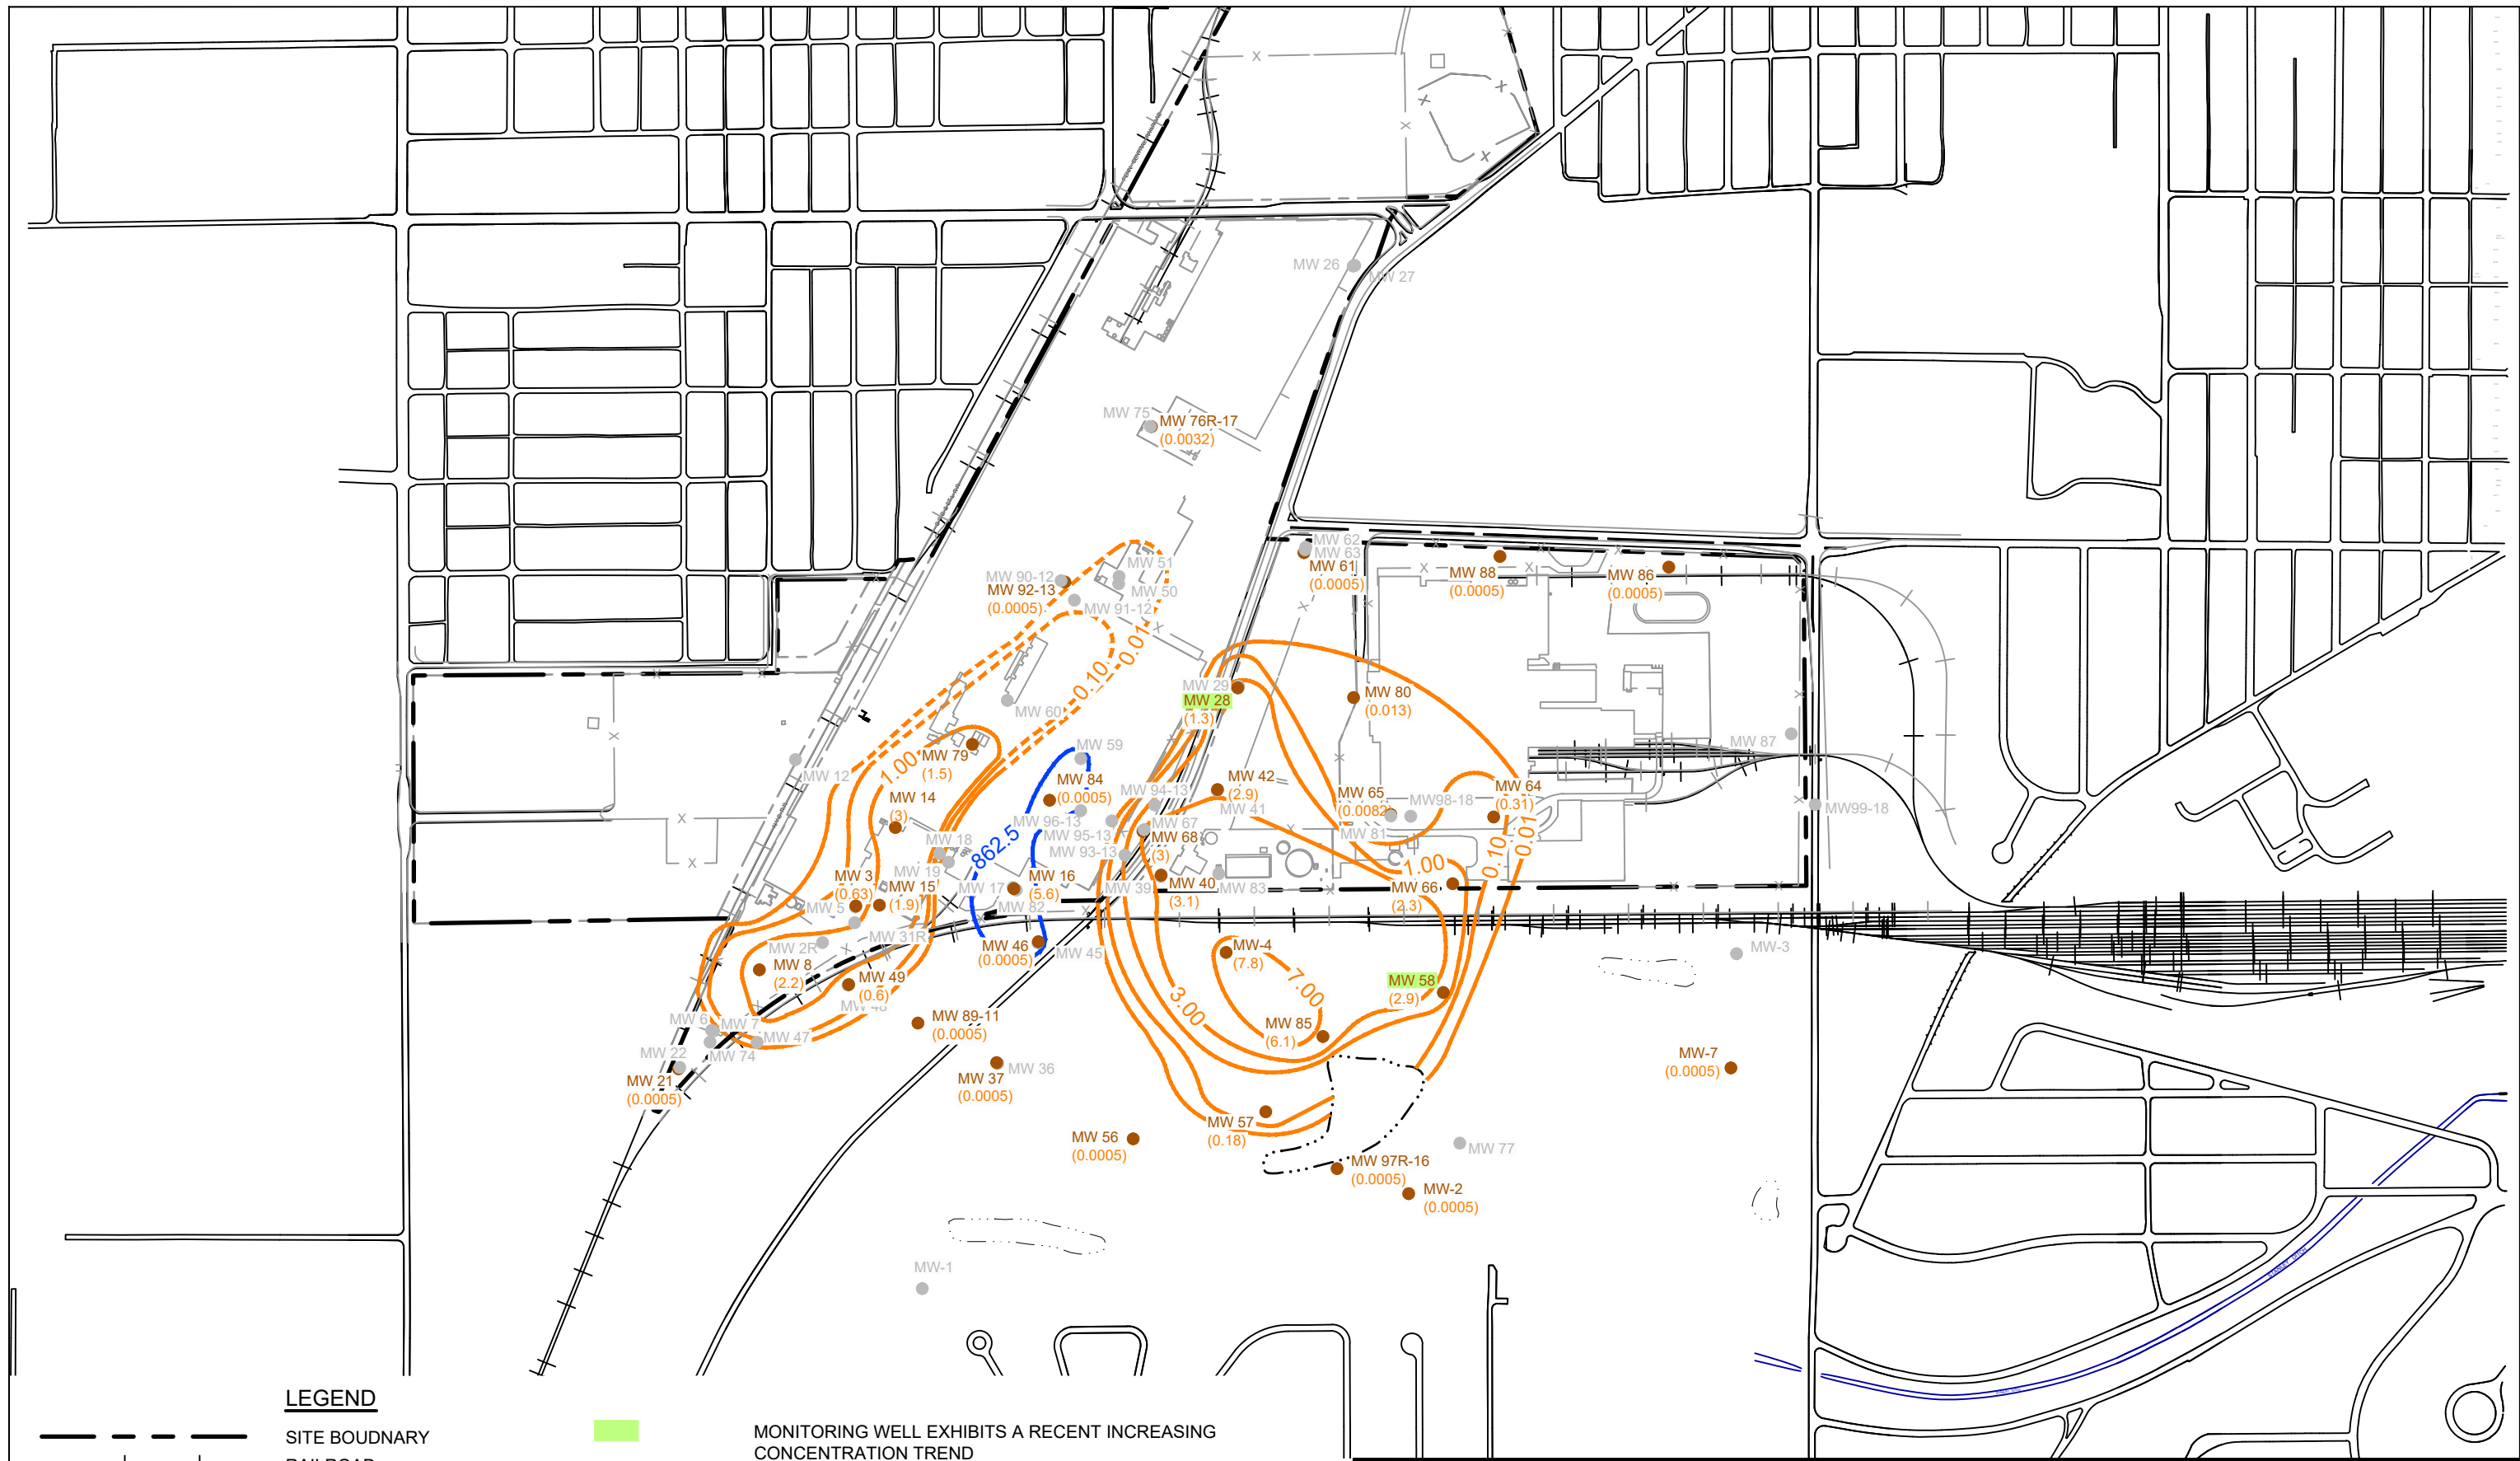 MW 26
MW 27
MW 75
MW 76R-17
(0.0032)
MW 62
MW 63
MW 61
(0.0005)
MW 88
(0.0005)
MW 86
(0.0005)
MW 51
MW 50
MW 90-12
MW 92-13
(0.0005)
MW 91-12
0.01
0.10
MW 60
MW 29
MW 28
(1.3)
MW 80
(0.013)
MW 87
MW 12
1.00
MW 79
(1.5)
MW 59
MW 84
(0.0005)
MW 14
(3)
MW 42
(2.9)
MW 41
MW 94-13
MW 96-13
MW 95-13
MW 93-13
MW 67
MW 68
(3)
MW 65
(0.0082)
MW98-18
MW 81
MW 64
(0.31)
MW99-18
862.5
MW 18
MW 19
MW 3
(0.63)
MW 15
(1.9)
MW 17
MW 16
(5.6)
MW 82
MW 39
MW 40
(3.1)
MW 83
1.00
0.10
0.01
MW 66
(2.3)
MW 5
MW 2R
MW 31R
MW 46
(0.0005)
MW 45
MW-4
(7.8)
7.00
3.00
MW 58
(2.9)
MW-3
MW 8
(2.2)
MW 49
(0.6)
MW 48
MW 6
MW 7
MW 47
MW 74
MW 22
MW 21
(0.0005)
MW 89-11
(0.0005)
MW 37
(0.0005)
MW 36
MW 85
(6.1)
MW-7
(0.0005)
MW 57
(0.18)
MW 56
(0.0005)
MW 77
MW 97R-16
(0.0005)
MW-2
(0.0005)
MW-1
LEGEND
SITE BOUDNARY
RAILROAD
MONITORING WELL EXHIBITS A RECENT INCREASING
CONCENTRATION TREND